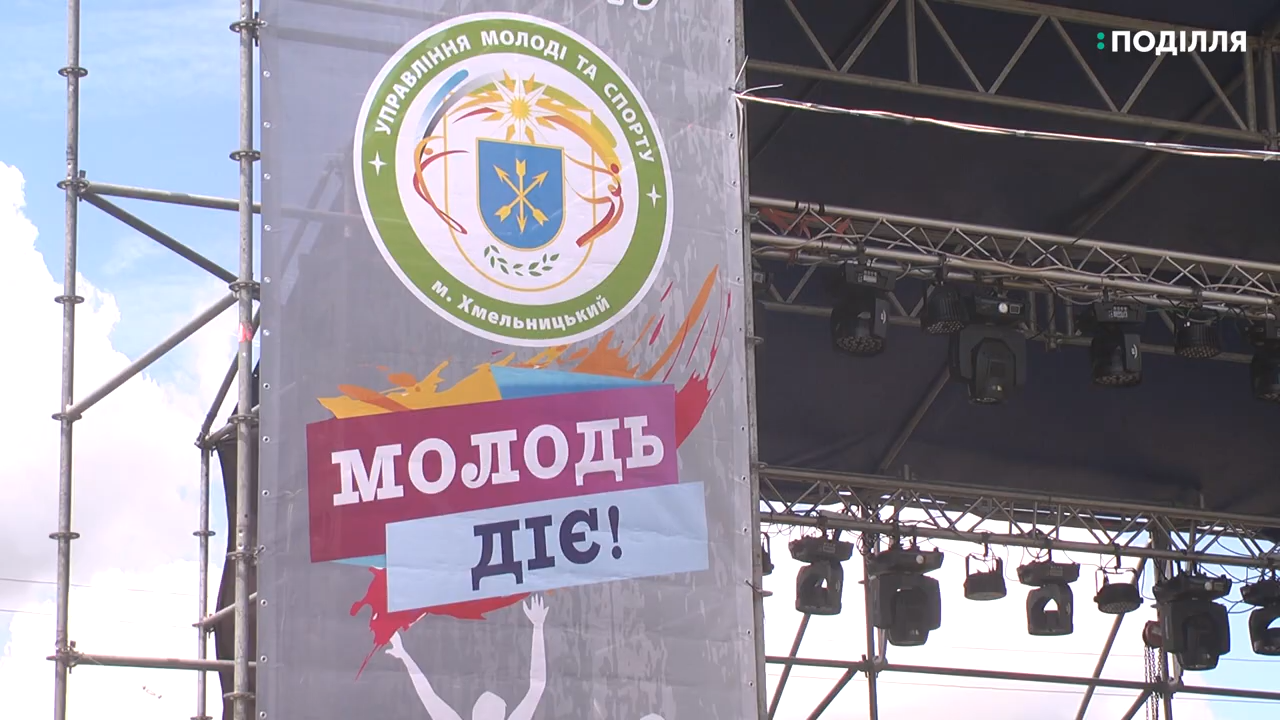 :ПОДІЛЛЯ
УПРАВЛІННЯ МОЛОДІ ТА СПОРТУ
м. Хмельницький
МОЛОДЬ
ДІЄ!